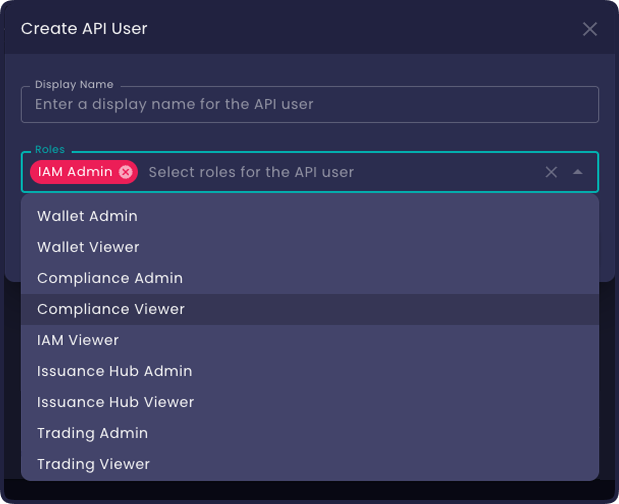 Create API User
Display Name
Enter a display name for the API user
Roles
IAM Admin Select roles for the API user
Wallet Admin
Wallet Viewer
Compliance Admin
Compliance Viewer
IAM Viewer
Issuance Hub Admin
Issuance Hub Viewer
Trading Admin
Trading Viewer